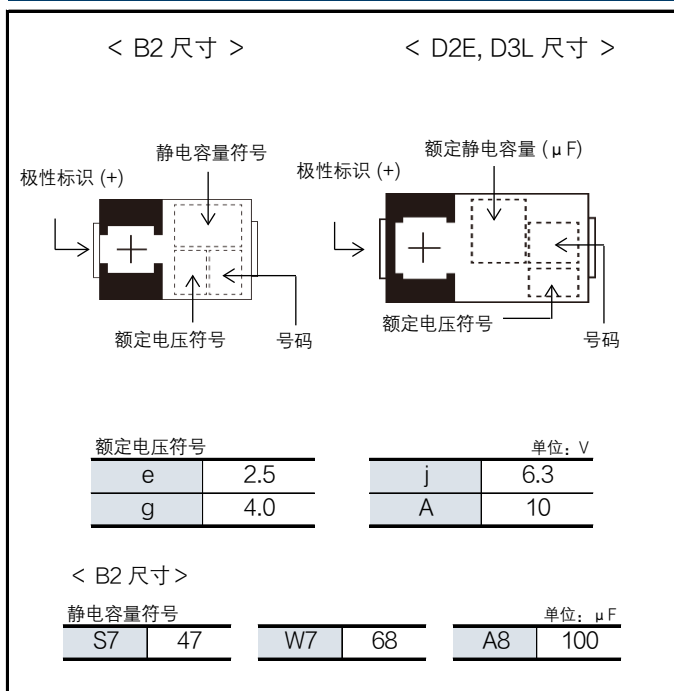 < B2 尺寸 >
< D2E, D3L 尺寸 >
静电容量符号
额定静电容量 (μF)
极性标识 (+)
极性标识 (+)
额定电压符号
号码
额定电压符号
号码
额定电压符号
单位：V
e 2.5 j 6.3
g 4.0 A 10
< B2 尺寸>
静电容量符号
单位：μF
S7 47 W7 68 A8 100